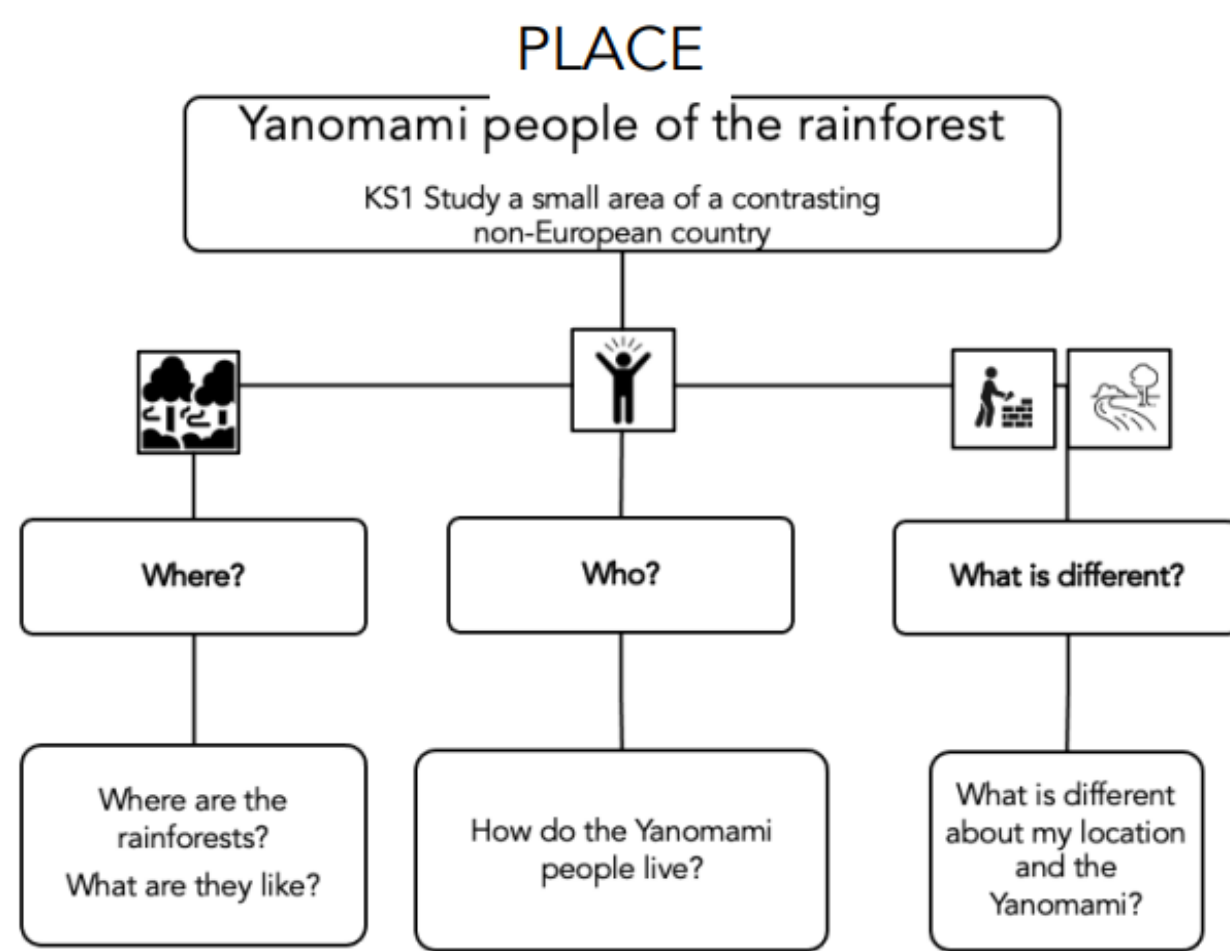 PLACE
Yanomami people of the rainforest
KS1 Study a small area of a contrasting
non-European country
Where?
Who?
What is different?
Where are the
rainforests?
What are they like?
How do the Yanomami
people live?
What is different
about my location
and the
Yanomami?